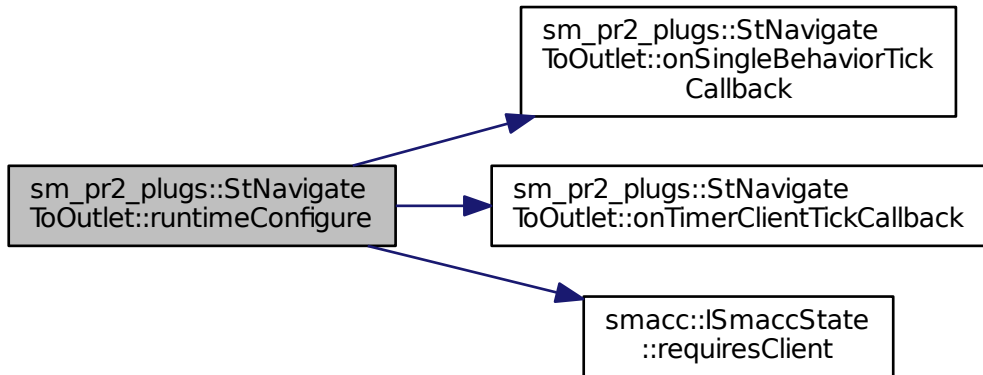 sm_pr2_plugs::StNavigate
ToOutlet::onSingleBehaviorTick
Callback
sm_pr2_plugs::StNavigate
ToOutlet::runtimeConfigure
sm_pr2_plugs::StNavigate
ToOutlet::onTimerClientTickCallback
smacc::ISmaccState
::requiresClient